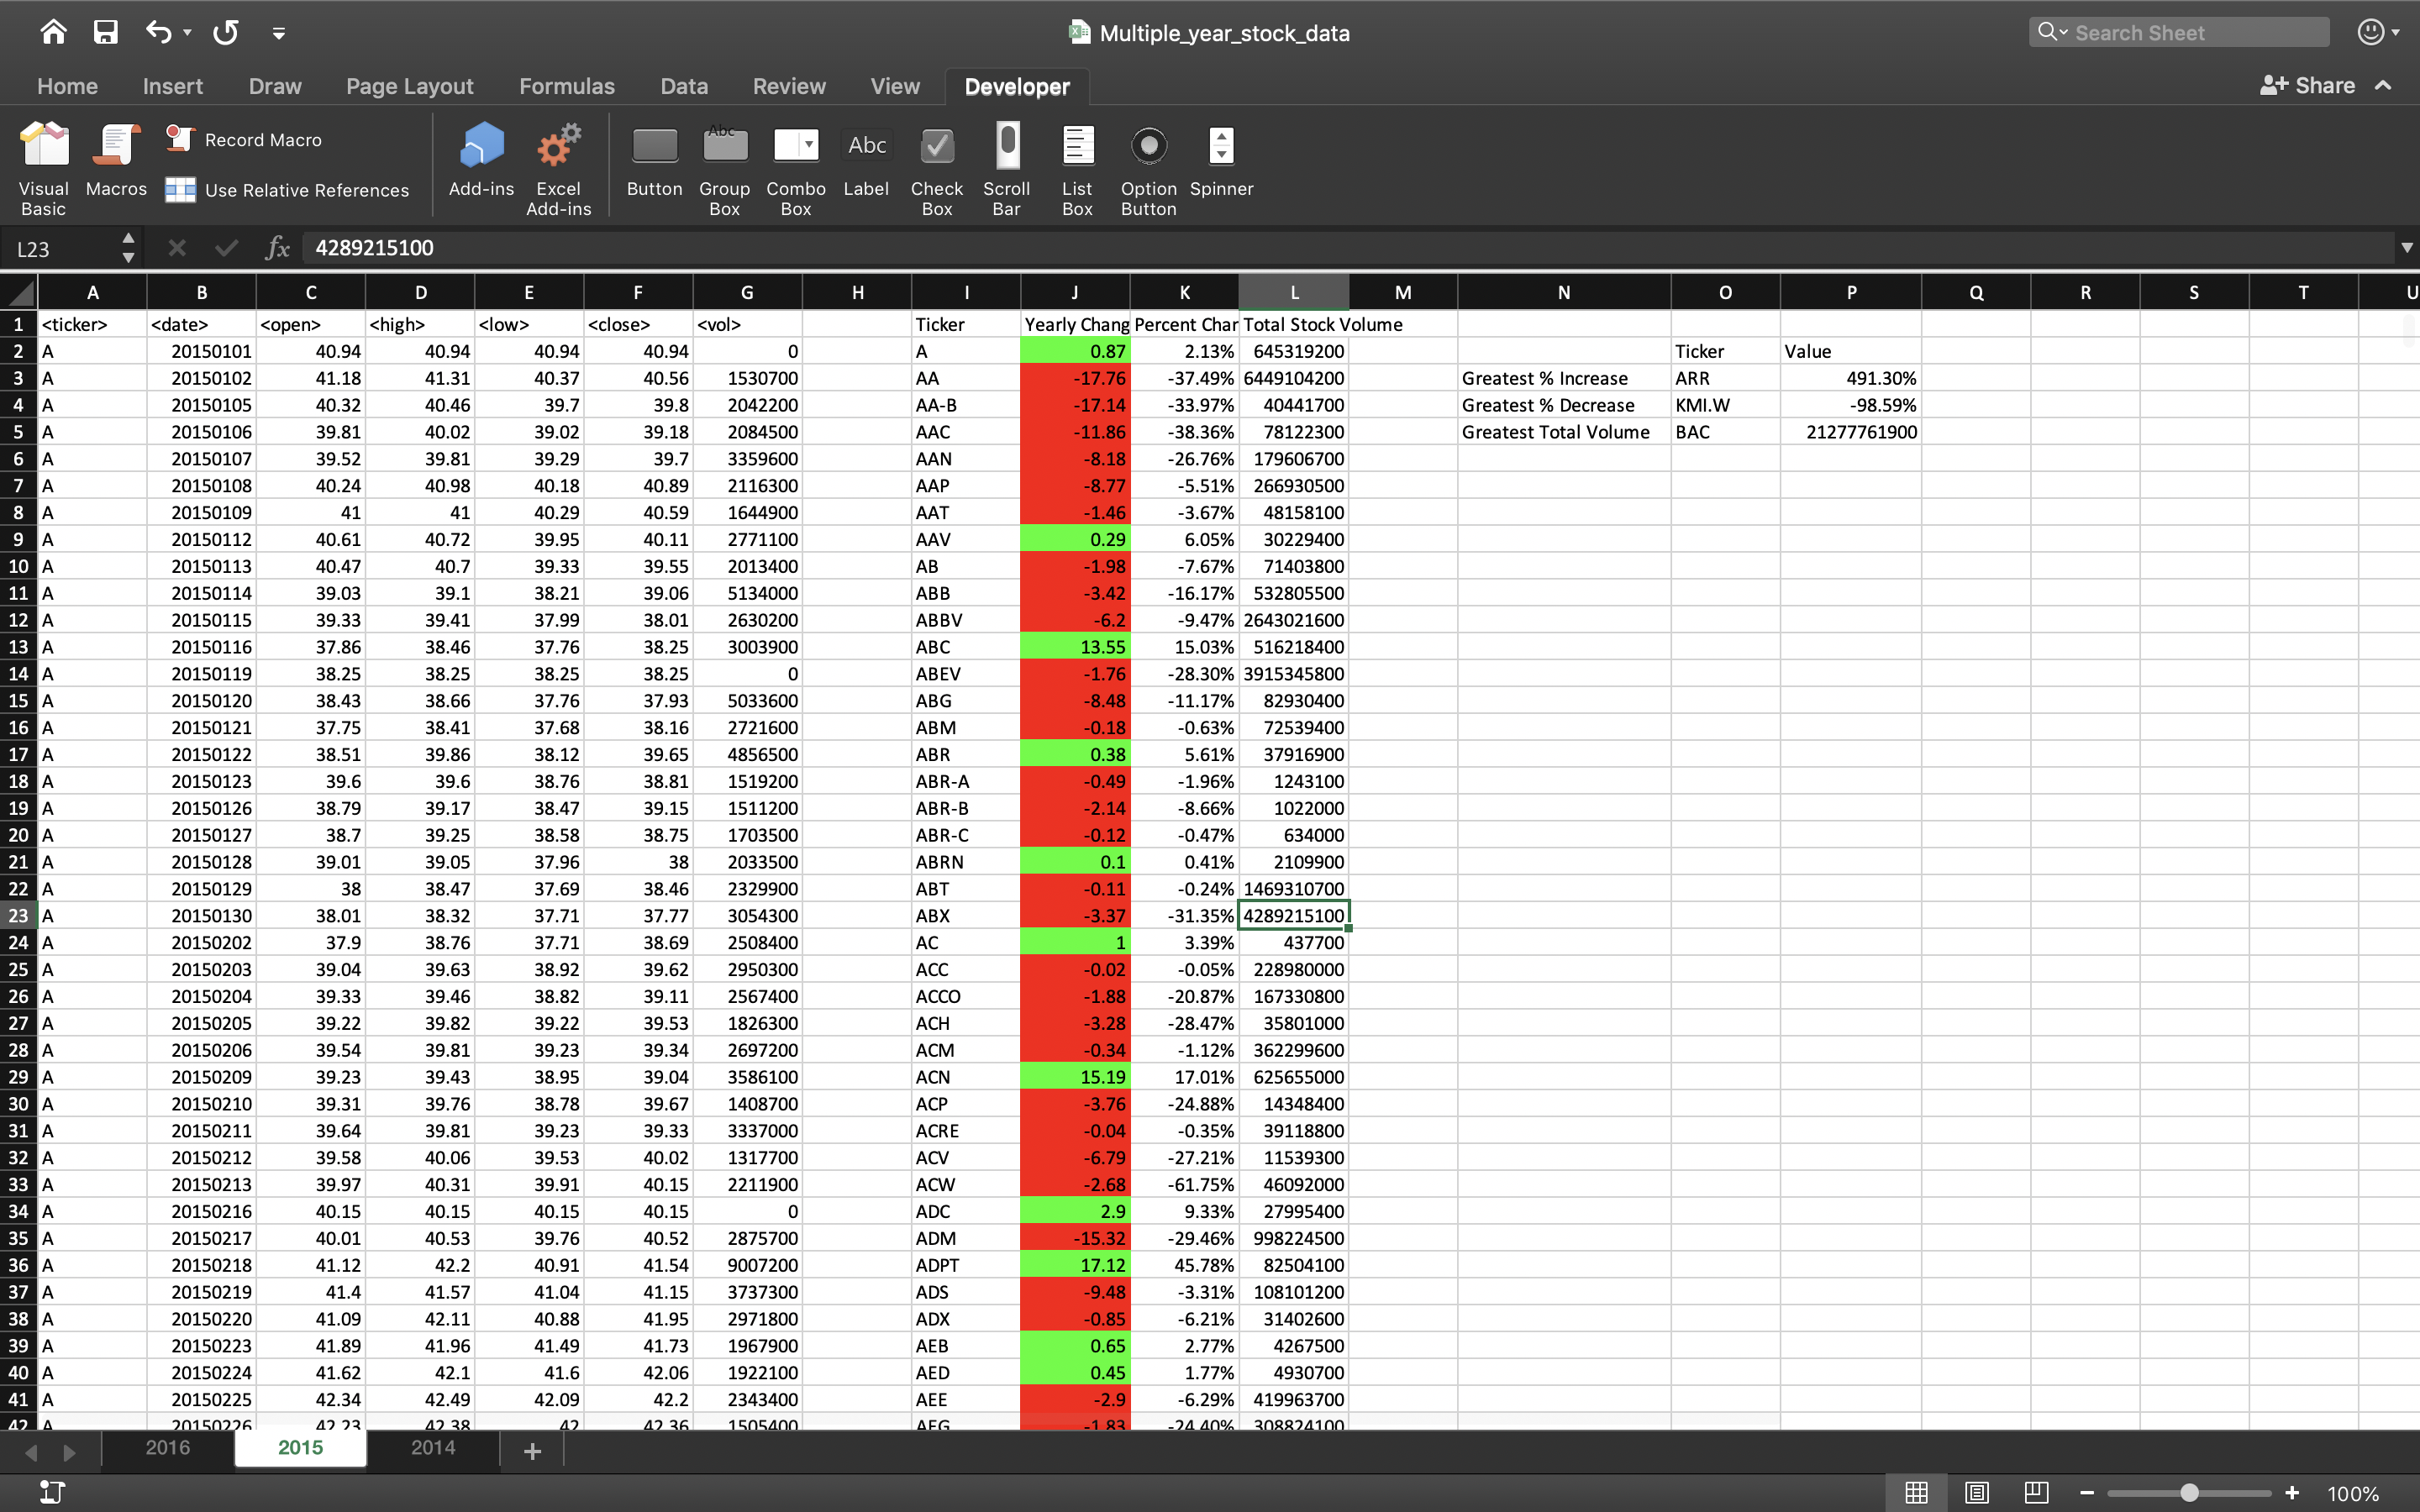 Multiple_year_stock_data
Search Sheet
Home Insert Draw Page Layout Formulas Data Review View Developer Share
Visual Basic Macros Record Macro Use Relative References Add-ins Excel Add-ins Button Abc Group Box Combo Box Abc Label Check Box Scroll Bar List Box Option Button Spinner
L23 fx 4289215100
A B C D E F G H I J K L M N O P Q R S T U
1 <ticker> <date> <open> <high> <low> <close> <vol> Ticker Yearly Chang Percent Char Total Stock Volume
2 A 20150101 40.94 40.94 40.94 40.94 0 A 0.87 2.13% 645319200 Ticker Value
3 A 20150102 41.18 41.31 40.37 40.56 1530700 AA -17.76 -37.49% 6449104200 Greatest % Increase ARR 491.30%
4 A 20150105 40.32 40.46 39.7 39.8 2042200 AA-B -17.14 -33.97% 40441700 Greatest % Decrease KMI.W -98.59%
5 A 20150106 39.81 40.02 39.02 39.18 2084500 AAC -11.86 -38.36% 78122300 Greatest Total Volume BAC 21277761900
6 A 20150107 39.52 39.81 39.29 39.7 3359600 AAN -8.18 -26.76% 179606700
7 A 20150108 40.24 40.98 40.18 40.89 2116300 AAP -8.77 -5.51% 266930500
8 A 20150109 41 41 40.29 40.59 1644900 AAT -1.46 -3.67% 48158100
9 A 20150112 40.61 40.72 39.95 40.11 2771100 AAV 0.29 6.05% 30229400
10 A 20150113 40.47 40.7 39.33 39.55 2013400 AB -1.98 -7.67% 71403800
11 A 20150114 39.03 39.1 38.21 39.06 5134000 ABB -3.42 -16.17% 532805500
12 A 20150115 39.33 39.41 37.99 38.01 2630200 ABBV -6.2 -9.47% 2643021600
13 A 20150116 37.86 38.46 37.76 38.25 3003900 ABC 13.55 15.03% 516218400
14 A 20150119 38.25 38.25 38.25 38.25 0 ABEV -1.76 -28.30% 3915345800
15 A 20150120 38.43 38.66 37.76 37.93 5033600 ABG -8.48 -11.17% 82930400
16 A 20150121 37.75 38.41 37.68 38.16 2721600 ABM -0.18 -0.63% 72539400
17 A 20150122 38.51 39.86 38.12 39.65 4856500 ABR 0.38 5.61% 37916900
18 A 20150123 39.6 39.6 38.76 38.81 1519200 ABR-A -0.49 -1.96% 1243100
19 A 20150126 38.79 39.17 38.47 39.15 1511200 ABR-B -2.14 -8.66% 1022000
20 A 20150127 38.7 39.25 38.58 38.75 1703500 ABR-C -0.12 -0.47% 634000
21 A 20150128 39.01 39.05 37.96 38 2033500 ABRN 0.1 0.41% 2109900
22 A 20150129 38 38.47 37.69 38.46 2329900 ABT -0.11 -0.24% 1469310700
23 A 20150130 38.01 38.32 37.71 37.77 3054300 ABX -3.37 -31.35% 4289215100
24 A 20150202 37.9 38.76 37.71 38.69 2508400 AC 1 3.39% 437700
25 A 20150203 39.04 39.63 38.92 39.62 2950300 ACC -0.02 -0.05% 228980000
26 A 20150204 39.33 39.46 38.82 39.11 2567400 ACCO -1.88 -20.87% 167330800
27 A 20150205 39.22 39.82 39.22 39.53 1826300 ACH -3.28 -28.47% 35801000
28 A 20150206 39.54 39.81 39.23 39.34 2697200 ACM -0.34 -1.12% 362299600
29 A 20150209 39.23 39.43 38.95 39.04 3586100 ACN 15.19 17.01% 625655000
30 A 20150210 39.31 39.76 38.78 39.67 1408700 ACP -3.76 -24.88% 14348400
31 A 20150211 39.64 39.81 39.23 39.33 3337000 ACRE -0.04 -0.35% 39118800
32 A 20150212 39.58 40.06 39.53 40.02 1317700 ACV -6.79 -27.21% 11539300
33 A 20150213 39.97 40.31 39.91 40.15 2211900 ACW -2.68 -61.75% 46092000
34 A 20150216 40.15 40.15 40.15 40.15 0 ADC 2.9 9.33% 27995400
35 A 20150217 40.01 40.53 39.76 40.52 2875700 ADM -15.32 -29.46% 998224500
36 A 20150218 41.12 42.2 40.91 41.54 9007200 ADPT 17.12 45.78% 82504100
37 A 20150219 41.4 41.57 41.04 41.15 3737300 ADS -9.48 -3.31% 108101200
38 A 20150220 41.09 42.11 40.88 41.95 2971800 ADX -0.85 -6.21% 31402600
39 A 20150223 41.89 41.96 41.49 41.73 1967900 AEB 0.65 2.77% 4267500
40 A 20150224 41.62 42.1 41.6 42.06 1922100 AED 0.45 1.77% 4930700
41 A 20150225 42.34 42.49 42.09 42.2 2343400 AEE -2.9 -6.29% 419963700
42 A 20150226 42.23 42.38 42 42.36 1505400 AEG -1.83 -24.40% 308824100
2016 2015 2014
100%